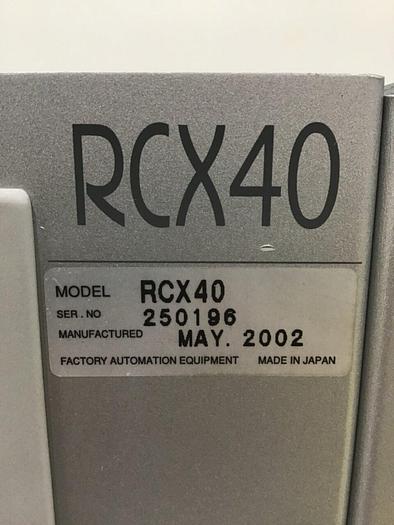 RCX40
MODEL RCX40
SER. NO 250196
MANUFACTURED MAY. 2002
FACTORY AUTOMATION EQUIPMENT MADE IN JAPAN